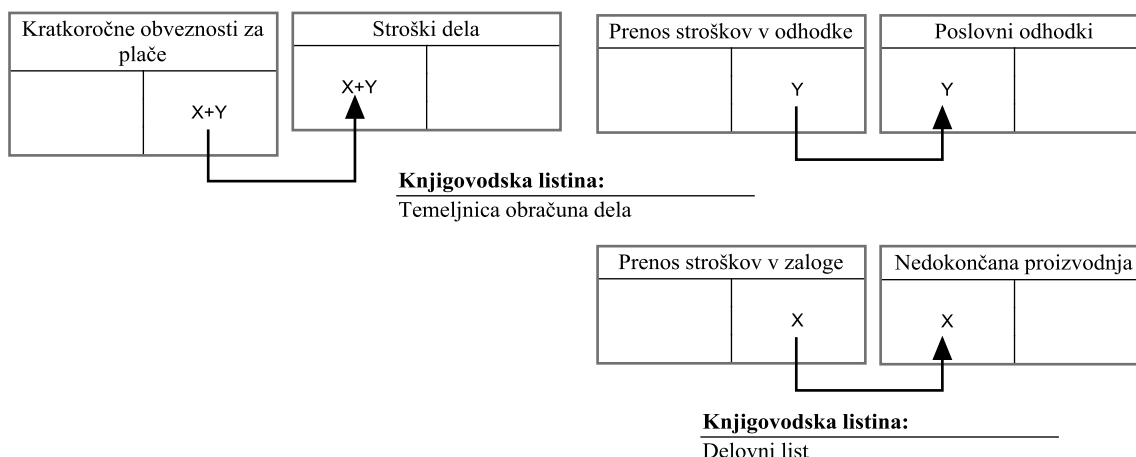 Kratkoročne obveznosti za
plače
X+Y
Stroški dela
X+Y
Prenos stroškov v odhodke
Y
Poslovni odhodki
Y
Knjigovodska listina:
Temeljnica obračuna dela
Prenos stroškov v zaloge
X
Nedokončana proizvodnja
X
Knjigovodska listina:
Delovni list